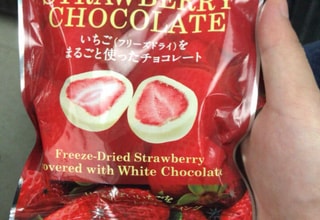 STRAWBERRY
CHOCOLATE
いちご(フリーズドライ)を
まるごと使ったチョコレート
Freeze-Dried Strawberry
Covered with White Chocolate